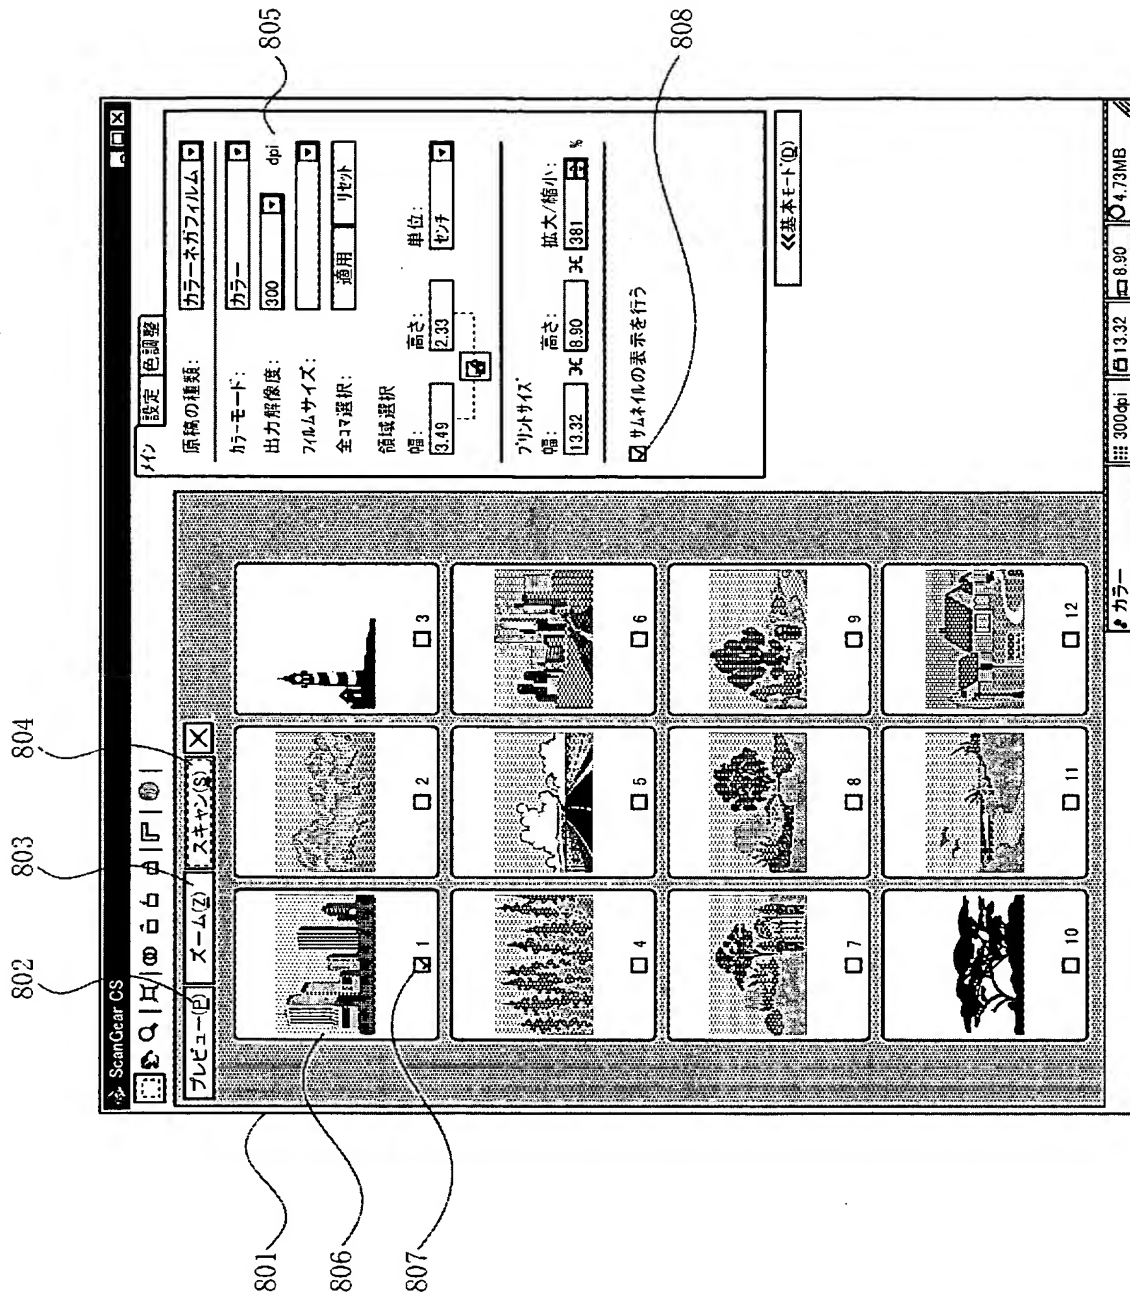 802
803
804
ScanGear CS
プレビュー(P)
ズーム(Z)
スキャン(S)
メイン
設定
色調整
原稿の種類:
カラーネガフィルム
カラーモード:
カラー
出力解像度:
300
dpi
フィルムサイズ:
全コマ選択:
適用
リセット
領域選択
幅:
高さ:
単位:
3.49
2.33
センチ
プリントサイズ
幅:
高さ:
拡大/縮小:
13.32
8.90
381
%
サムネイルの表示を行う
《基本モード(D)
1
2
3
4
5
6
7
8
9
10
11
12
カラー
300dpi
13.32
8.90
4.73MB
801
806
807
805
808